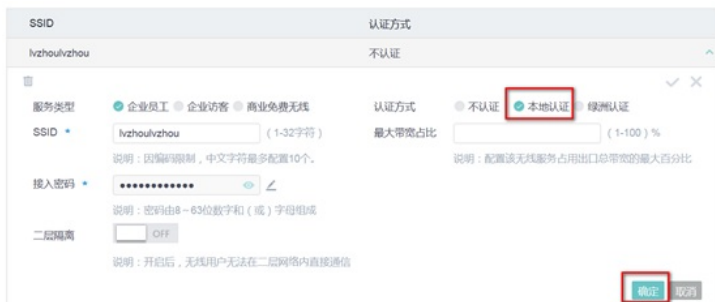 SSID 认证方式
lvzhoulvzhou 不认证
服务类型 企业员工 企业访客 商业免费无线 认证方式 不认证 本地认证 绿洲认证
SSID * lvzhoulvzhou (1-32字符) 最大带宽占比 (1-100) %
说明：因编码限制，中文字符最多配置10个。 说明：配置该无线服务占用出口总带宽的最大百分比
接入密码 * ••••••••••••
说明：密码由8－63位数字和（或）字母组成
二层隔离 OFF
说明：开启后，无线用户无法在二层网络内直接通信
确定 取消